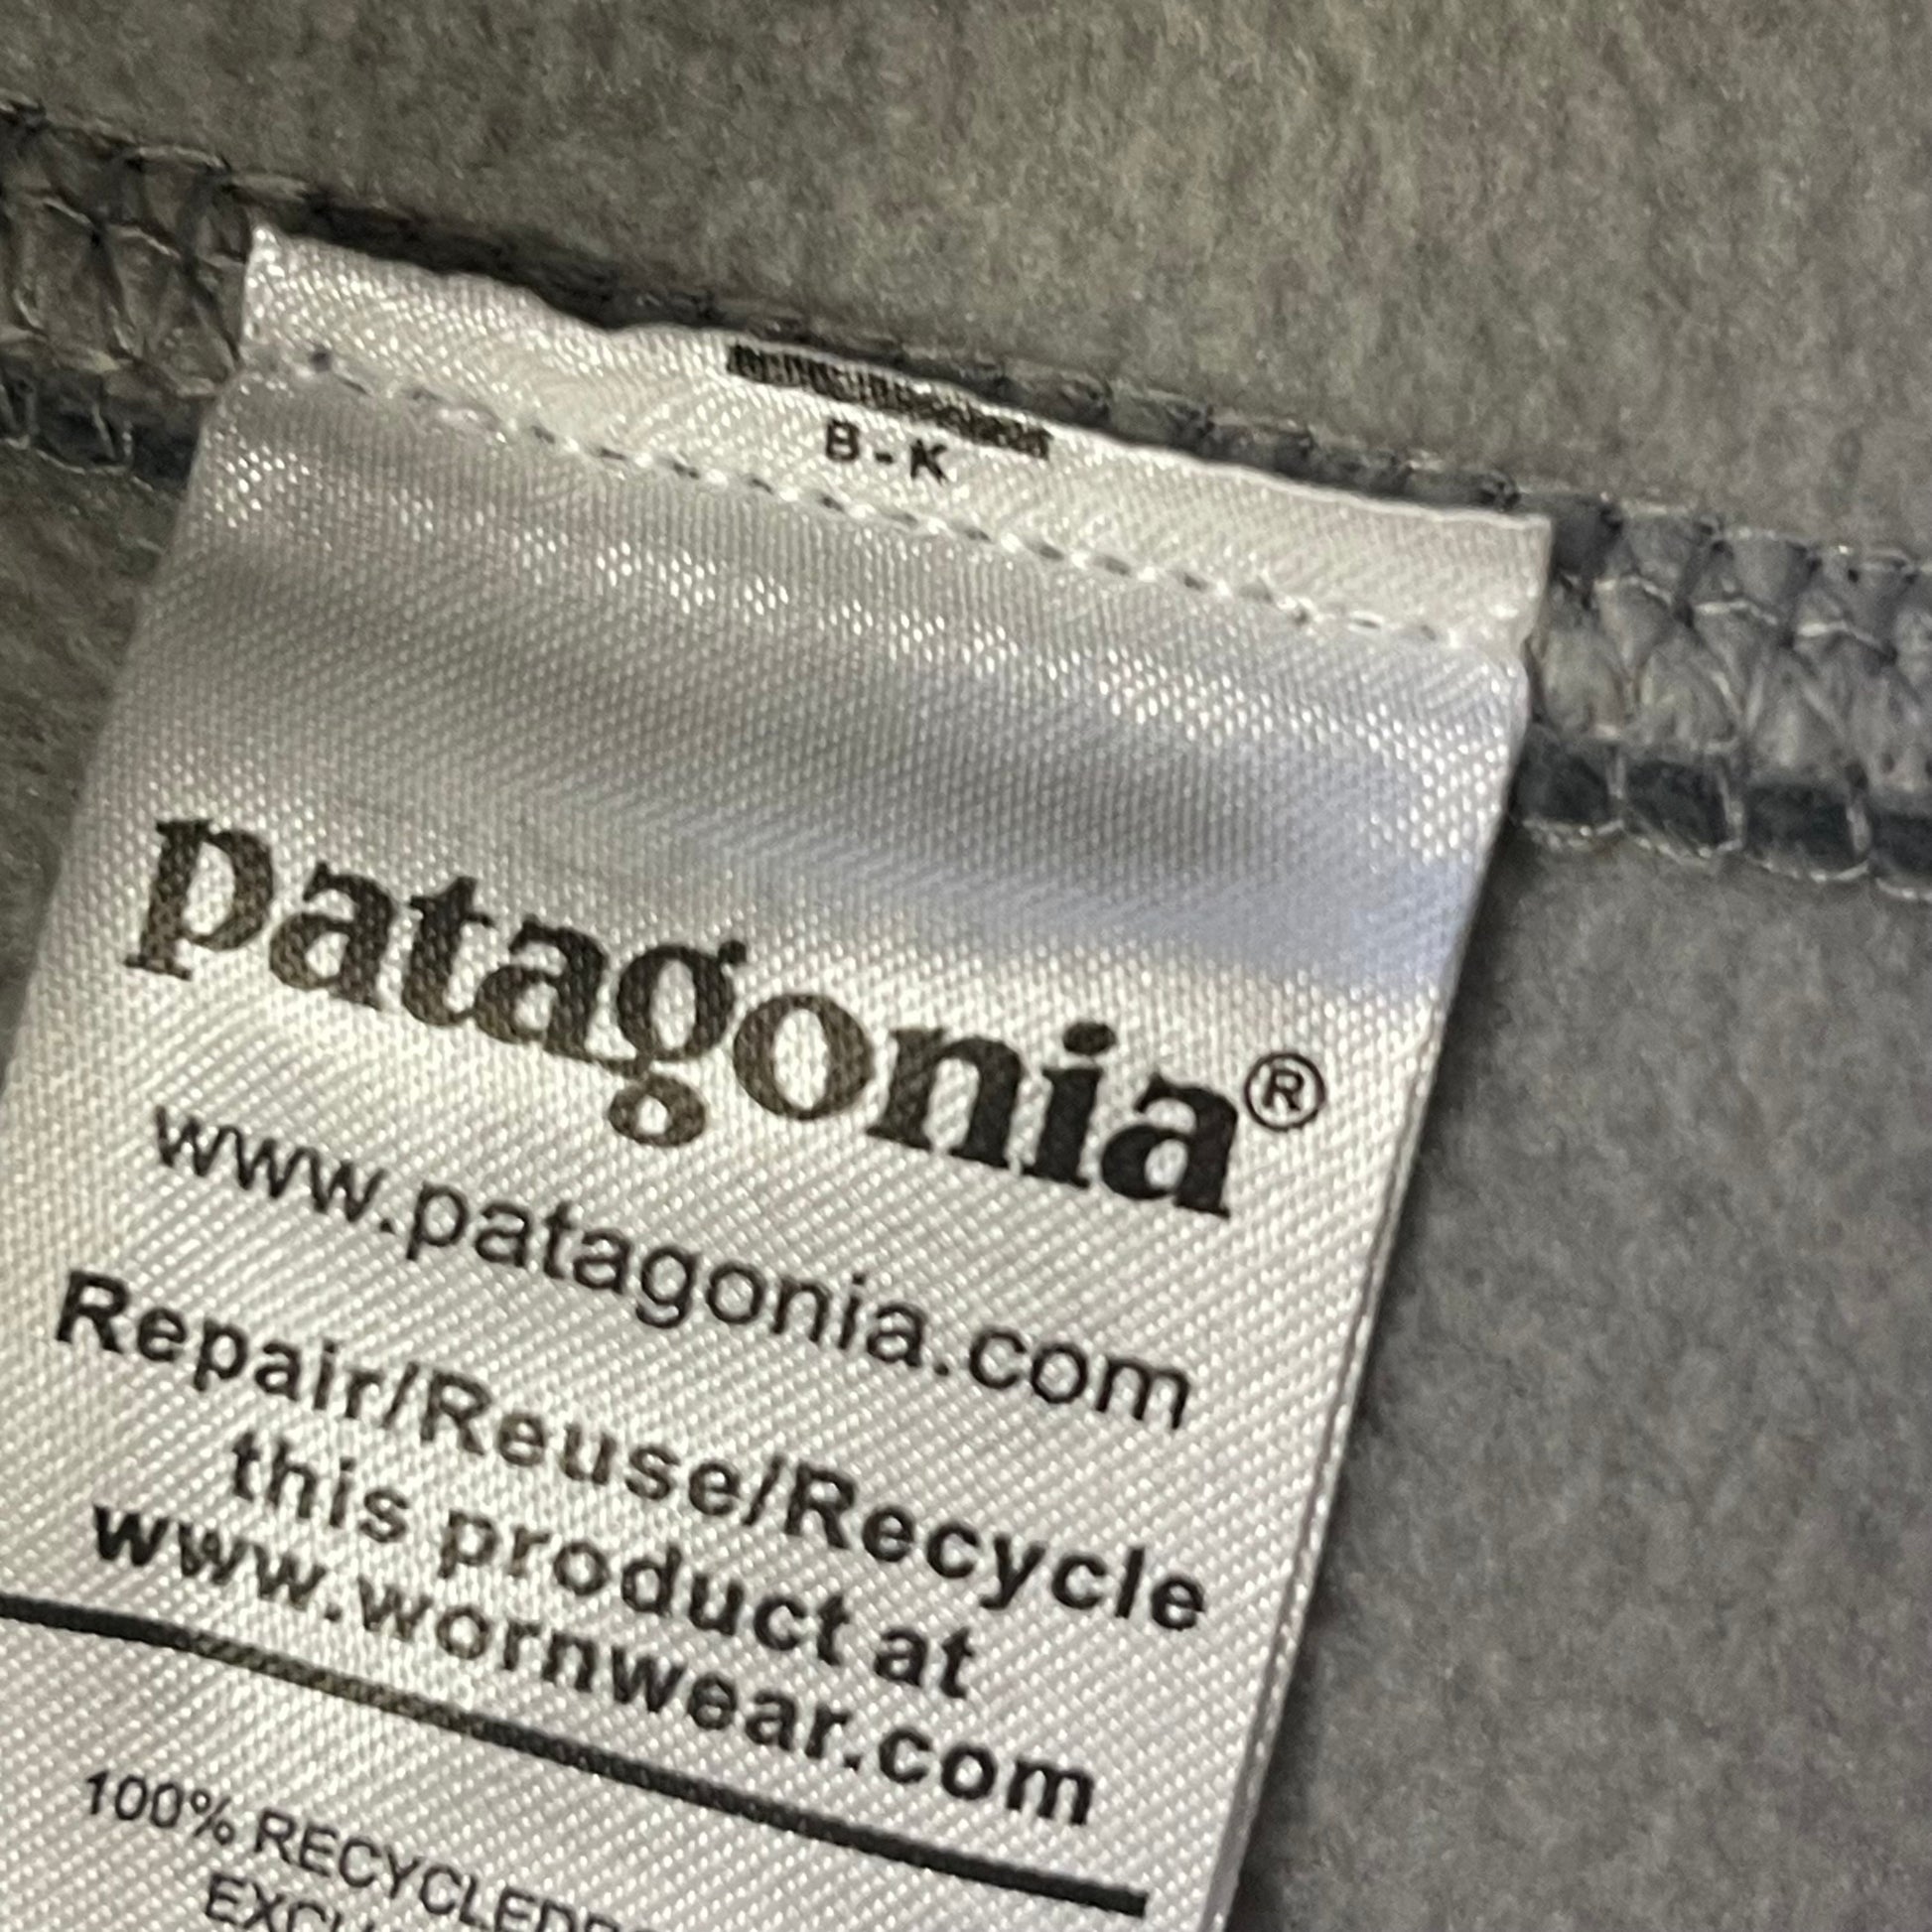 B-K
patagonia®
www.patagonia.com
Repair/Reuse/Recycle
this product at
www.wornwear.com
100% RECYCLED